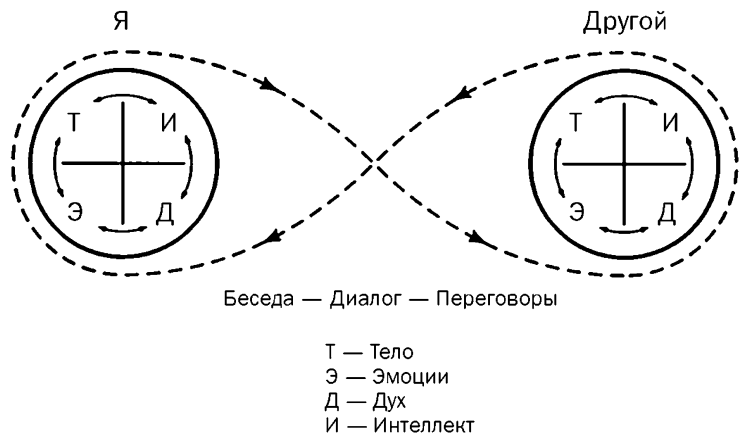 Я Другой
Т И Т И
Э Д Э Д
Беседа — Диалог — Переговоры
Т — Тело
Э — Эмоции
Д — Дух
И — Интеллект